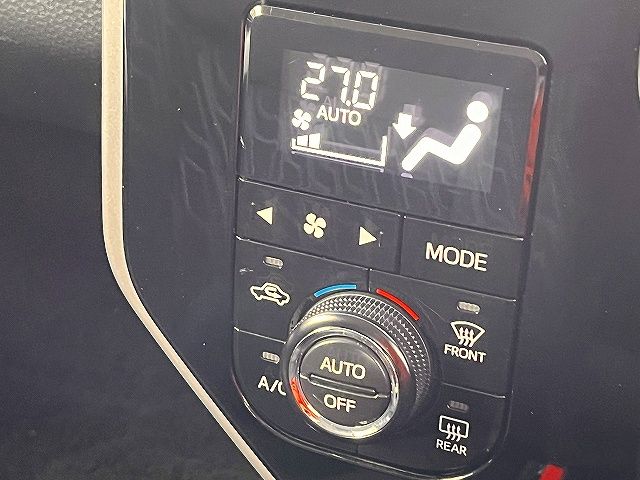 27.0
AUTO
MODE
FRONT
AUTO
A/C
OFF
REAR